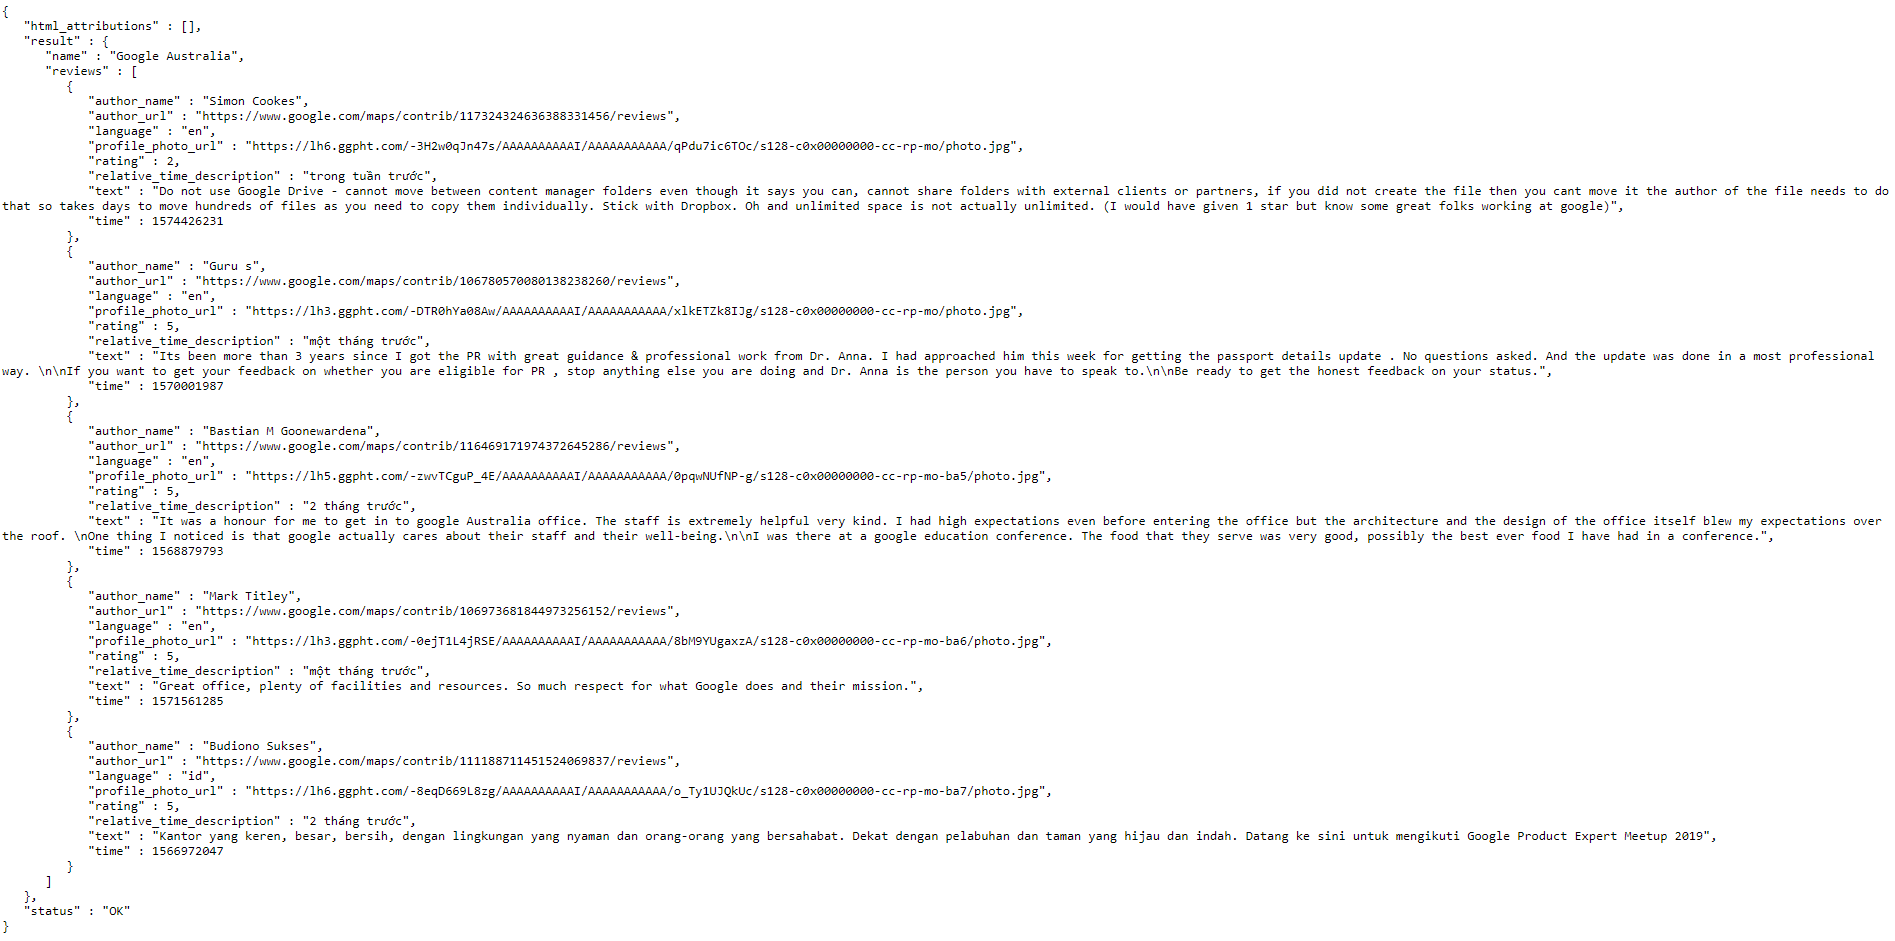 {
"html_attributions" : [],
"result" : {
"name" : "Google Australia",
"reviews" : [
{
"author_name" : "Simon Cookes",
"author_url" : "https://www.google.com/maps/contrib/117324324636388331456/reviews",
"language" : "en",
"profile_photo_url" : "https://lh6.ggpht.com/-3H2w0qJn47s/AAAAAAAAAAI/AAAAAAAAAAA/qPdu7ic6TOc/s128-c0x00000000-cc-rp-mo/photo.jpg",
"rating" : 2,
"relative_time_description" : "trong tuần trước",
"text" : "Do not use Google Drive - cannot move between content manager folders even though it says you can, cannot share folders with external clients or partners, if you did not create the file then you cant move it the author of the file needs to do
that so takes days to move hundreds of files as you need to copy them individually. Stick with Dropbox. Oh and unlimited space is not actually unlimited. (I would have given 1 star but know some great folks working at google)",
"time" : 1574426231
},
{
"author_name" : "Guru s",
"author_url" : "https://www.google.com/maps/contrib/106780570080138238260/reviews",
"language" : "en",
"profile_photo_url" : "https://lh3.ggpht.com/-DTR0hYa08Aw/AAAAAAAAAAI/AAAAAAAAAAA/xlkETZk8IJg/s128-c0x00000000-cc-rp-mo/photo.jpg",
"rating" : 5,
"relative_time_description" : "một tháng trước",
"text" : "Its been more than 3 years since I got the PR with great guidance & professional work from Dr. Anna. I had approached him this week for getting the passport details update . No questions asked. And the update was done in a most professional
way. \n\nIf you want to get your feedback on whether you are eligible for PR , stop anything else you are doing and Dr. Anna is the person you have to speak to.\n\nBe ready to get the honest feedback on your status.",
"time" : 1570001987
},
{
"author_name" : "Bastian M Goonewardena",
"author_url" : "https://www.google.com/maps/contrib/116469171974372645286/reviews",
"language" : "en",
"profile_photo_url" : "https://lh5.ggpht.com/-zwvTCguP_4E/AAAAAAAAAAI/AAAAAAAAAAA/0pqwNUfNP-g/s128-c0x00000000-cc-rp-mo-ba5/photo.jpg",
"rating" : 5,
"relative_time_description" : "2 tháng trước",
"text" : "It was a honour for me to get in to google Australia office. The staff is extremely helpful very kind. I had high expectations even before entering the office but the architecture and the design of the office itself blew my expectations over
the roof. \nOne thing I noticed is that google actually cares about their staff and their well-being.\n\nI was there at a google education conference. The food that they serve was very good, possibly the best ever food I have had in a conference.",
"time" : 1568879793
},
{
"author_name" : "Mark Titley",
"author_url" : "https://www.google.com/maps/contrib/106973681844973256152/reviews",
"language" : "en",
"profile_photo_url" : "https://lh3.ggpht.com/-0ejT1L4jRSE/AAAAAAAAAAI/AAAAAAAAAAA/8bM9YUgaxzA/s128-c0x00000000-cc-rp-mo-ba6/photo.jpg",
"rating" : 5,
"relative_time_description" : "một tháng trước",
"text" : "Great office, plenty of facilities and resources. So much respect for what Google does and their mission.",
"time" : 1571561285
},
{
"author_name" : "Budiono Sukses",
"author_url" : "https://www.google.com/maps/contrib/111188711451524069837/reviews",
"language" : "id",
"profile_photo_url" : "https://lh6.ggpht.com/-8eqD669L8zg/AAAAAAAAAAI/AAAAAAAAAAA/o_Ty1UJQkUc/s128-c0x00000000-cc-rp-mo-ba7/photo.jpg",
"rating" : 5,
"relative_time_description" : "2 tháng trước",
"text" : "Kantor yang keren, besar, bersih, dengan lingkungan yang nyaman dan orang-orang yang bersahabat. Dekat dengan pelabuhan dan taman yang hijau dan indah. Datang ke sini untuk mengikuti Google Product Expert Meetup 2019",
"time" : 1566972047
}
]
},
"status" : "OK"
}